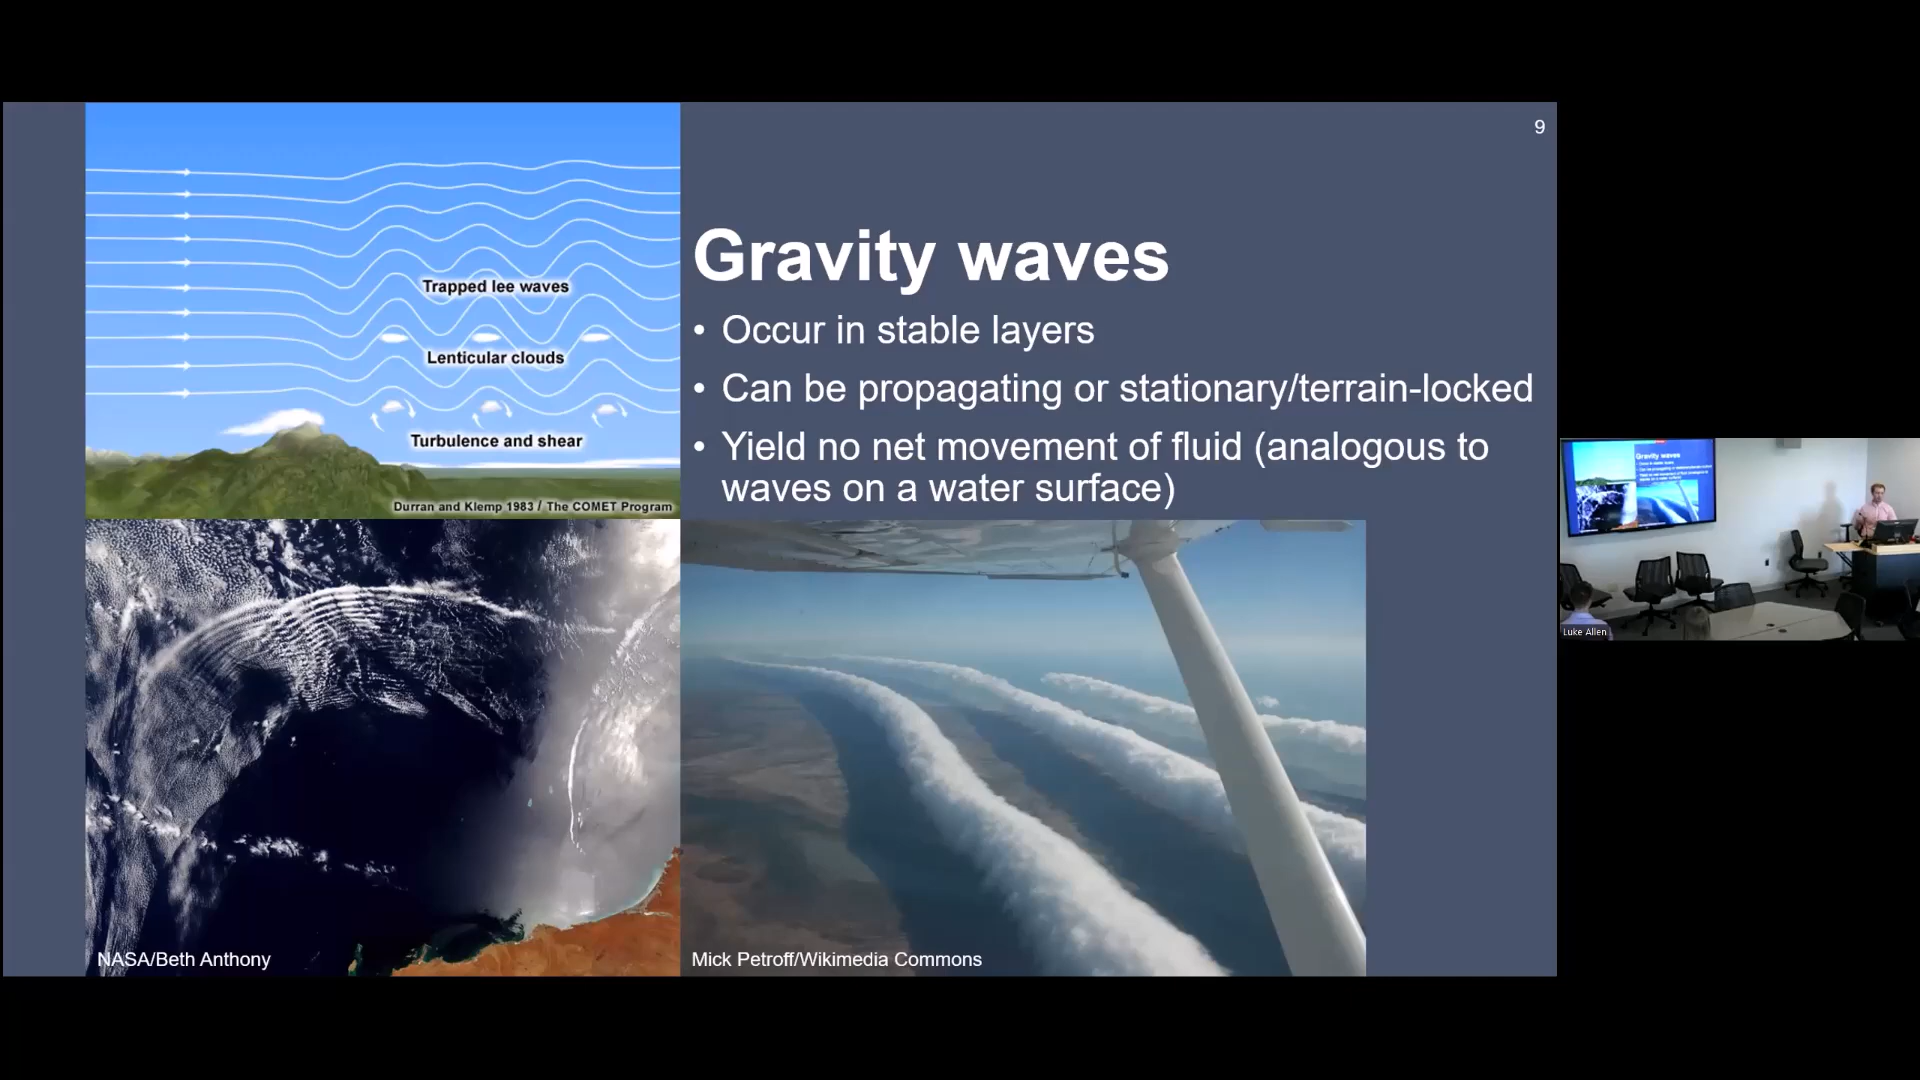 9
Trapped lee waves
Lenticular clouds
Turbulence and shear
Durran and Klemp 1983 / The COMET Program
Gravity waves
• Occur in stable layers
• Can be propagating or stationary/terrain-locked
• Yield no net movement of fluid (analogous to
waves on a water surface)
NASA/Beth Anthony
Mick Petroff/Wikimedia Commons
Gravity waves
Luke Allen